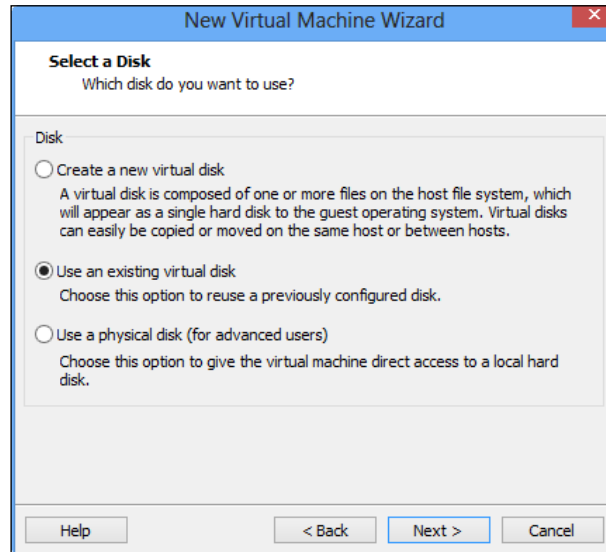 New Virtual Machine Wizard
Select a Disk
Which disk do you want to use?
Disk
Create a new virtual disk
A virtual disk is composed of one or more files on the host file system, which
will appear as a single hard disk to the guest operating system. Virtual disks
can easily be copied or moved on the same host or between hosts.
Use an existing virtual disk
Choose this option to reuse a previously configured disk.
Use a physical disk (for advanced users)
Choose this option to give the virtual machine direct access to a local hard
disk.
Help
< Back
Next >
Cancel